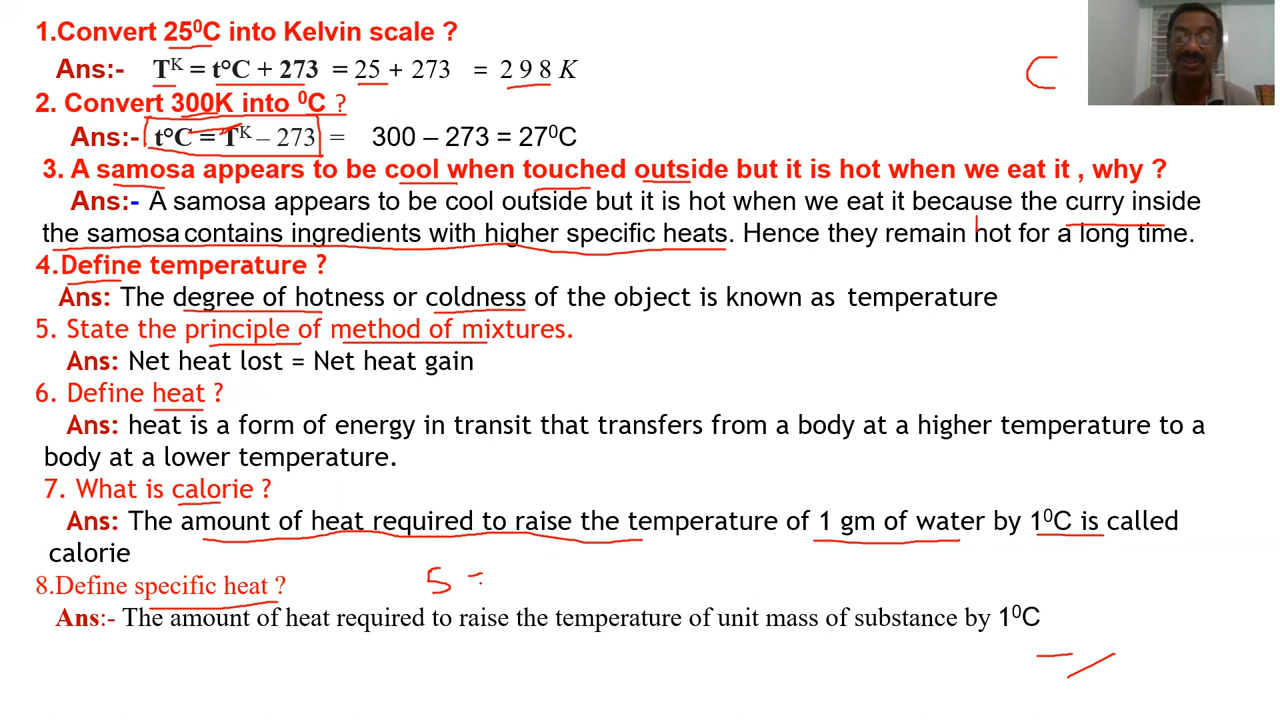 1.Convert 25⁰C into Kelvin scale ?
C
Ans:- Tᴷ = t°C + 273 = 25 + 273 = 2 9 8 K
2. Convert 300K into ⁰C ?
Ans:- t°C = Tᴷ – 273 = 300 – 273 = 27⁰C
3. A samosa appears to be cool when touched outside but it is hot when we eat it , why ?
Ans:- A samosa appears to be cool outside but it is hot when we eat it because the curry inside
the samosa contains ingredients with higher specific heats. Hence they remain hot for a long time.
4.Define temperature ?
Ans: The degree of hotness or coldness of the object is known as temperature
5. State the principle of method of mixtures.
Ans: Net heat lost = Net heat gain
6. Define heat ?
Ans: heat is a form of energy in transit that transfers from a body at a higher temperature to a
body at a lower temperature.
7. What is calorie ?
Ans: The amount of heat required to raise the temperature of 1 gm of water by 1⁰C is called
calorie
8.Define specific heat ?
S =
Ans:- The amount of heat required to raise the temperature of unit mass of substance by 1⁰C